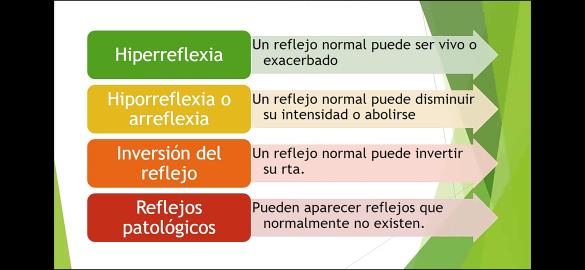 Hiperreflexia
Un reflejo normal puede ser vivo o
exacerbado
Hiporreflexia o
arreflexia
Un reflejo normal puede disminuir
su intensidad o abolirse
Inversión del
reflejo
Un reflejo normal puede invertir
su rta.
Reflejos
patológicos
Pueden aparecer reflejos que
normalmente no existen.